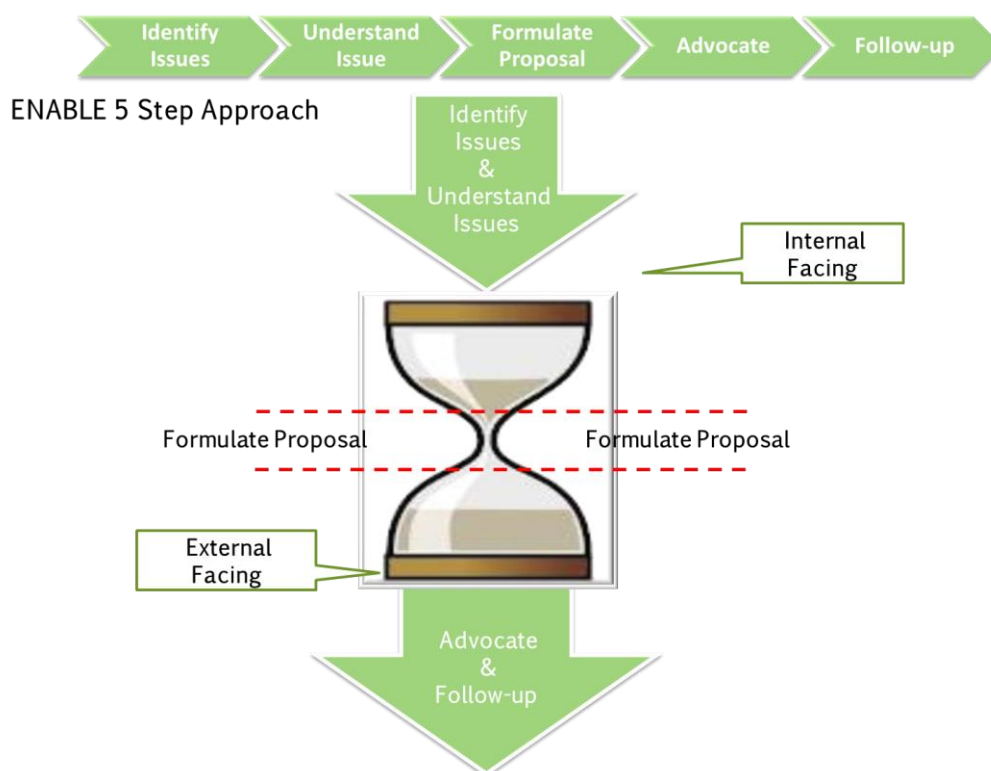 Identify
Issues
Understand
Issue
Formulate
Proposal
Advocate
Follow-up
ENABLE 5 Step Approach
Identify
Issues
&
Understand
Issues
Internal
Facing
Formulate Proposal
Formulate Proposal
External
Facing
Advocate
&
Follow-up